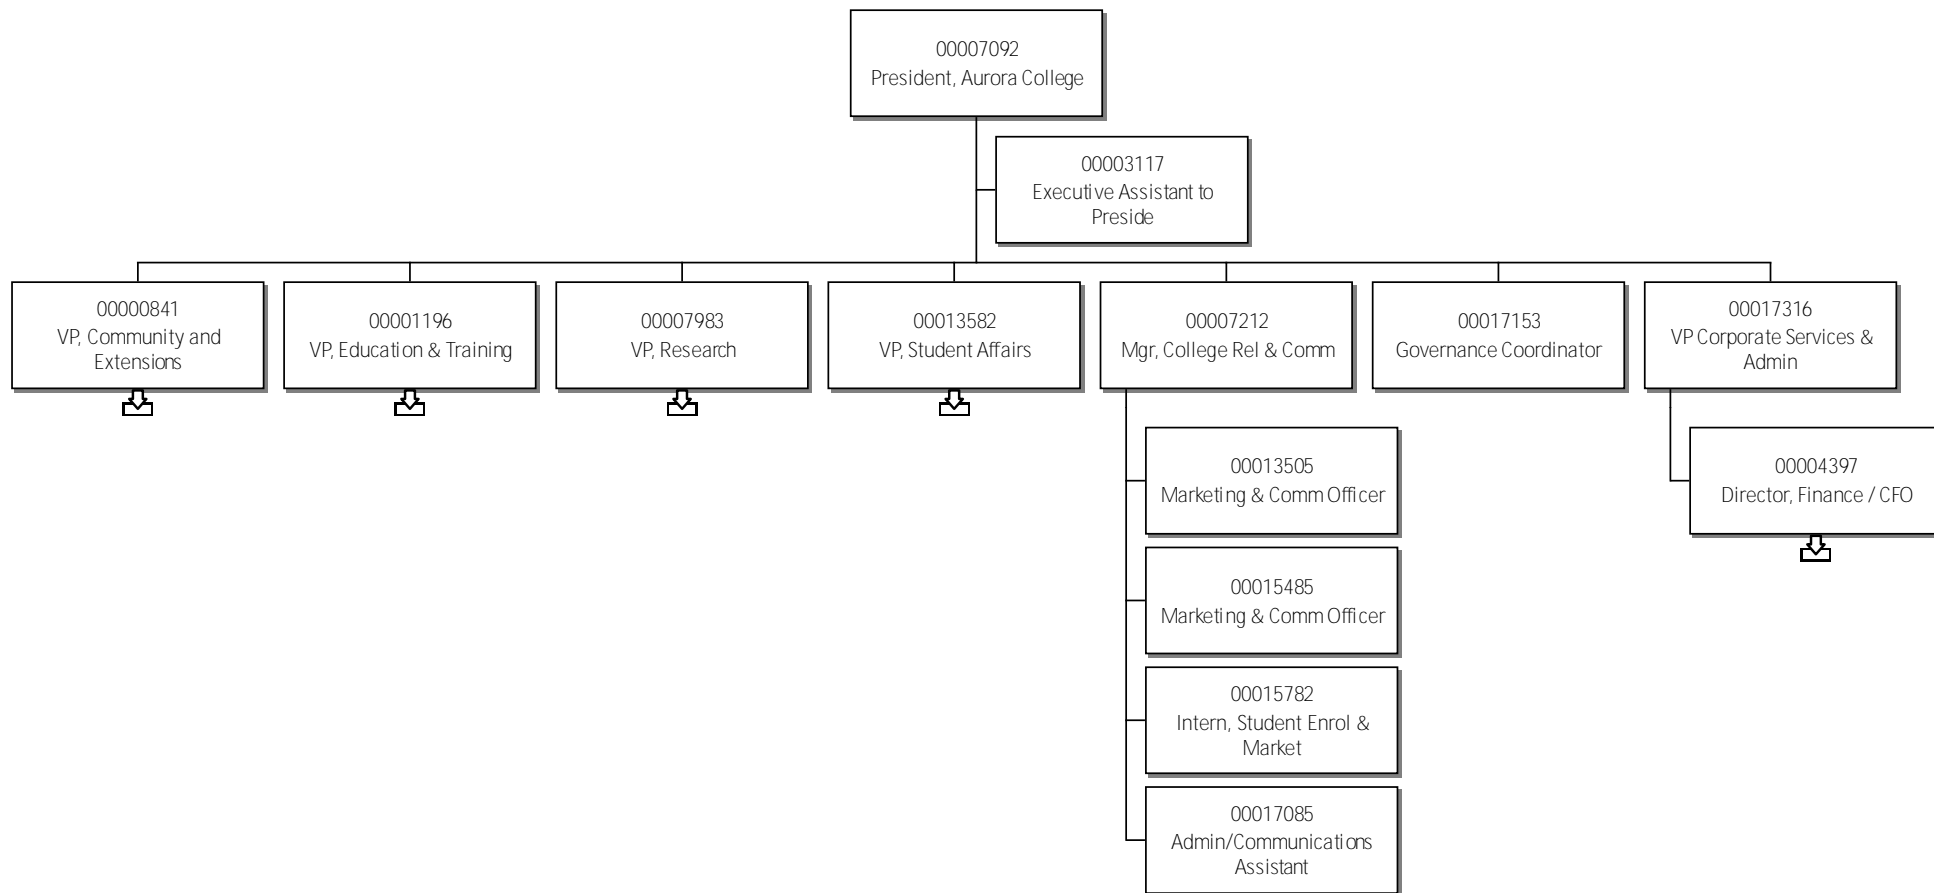 00007092
President, Aurora College
00003117
Executive Assistant to
Preside
00000841
VP, Community and
Extensions
00001196
VP, Education & Training
00007983
VP, Research
00013582
VP, Student Affairs
00007212
Mgr, College Rel & Comm
00017153
Governance Coordinator
00017316
VP Corporate Services &
Admin
00013505
Marketing & Comm Officer
00004397
Director, Finance / CFO
00015485
Marketing & Comm Officer
00015782
Intern, Student Enrol &
Market
00017085
Admin/Communications
Assistant